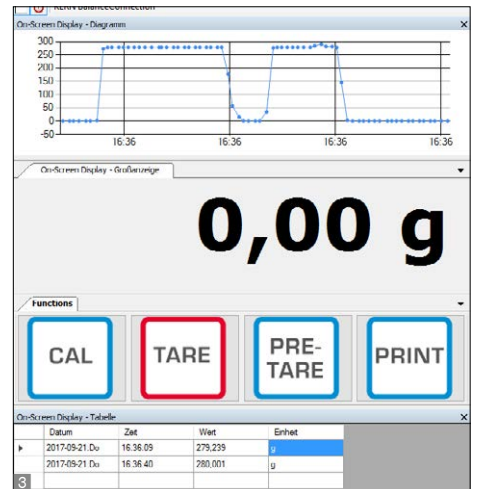 KERN BalanceConnection
On-Screen Display - Diagramm
300
250
200
150
100
50
0
-50
16:36 16:36 16:36 16:36
On-Screen Display - Großanzeige
0,00 g
Functions
CAL TARE PRE-TARE PRINT
On-Screen Display - Tabelle
Datum Zeit Wert Einheit
2017-09-21.Do 16.36.09 279,239 g
2017-09-21.Do 16.36.40 280,001 g
3